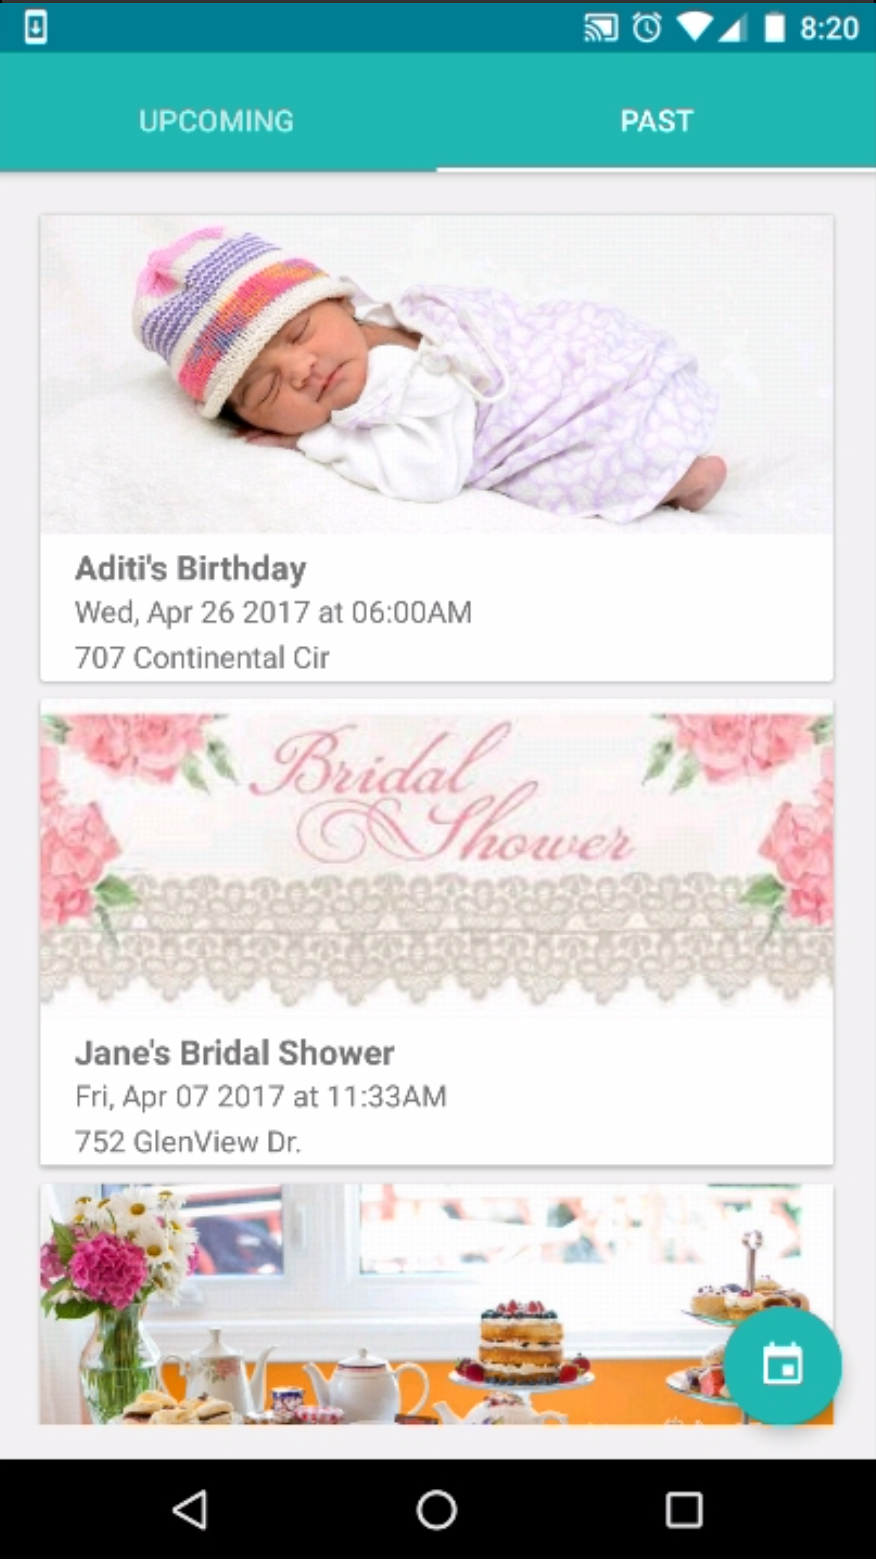 8:20
UPCOMING
PAST
Aditi's Birthday
Wed, Apr 26 2017 at 06:00AM
707 Continental Cir
Bridal
Shower
Jane's Bridal Shower
Fri, Apr 07 2017 at 11:33AM
752 GlenView Dr.